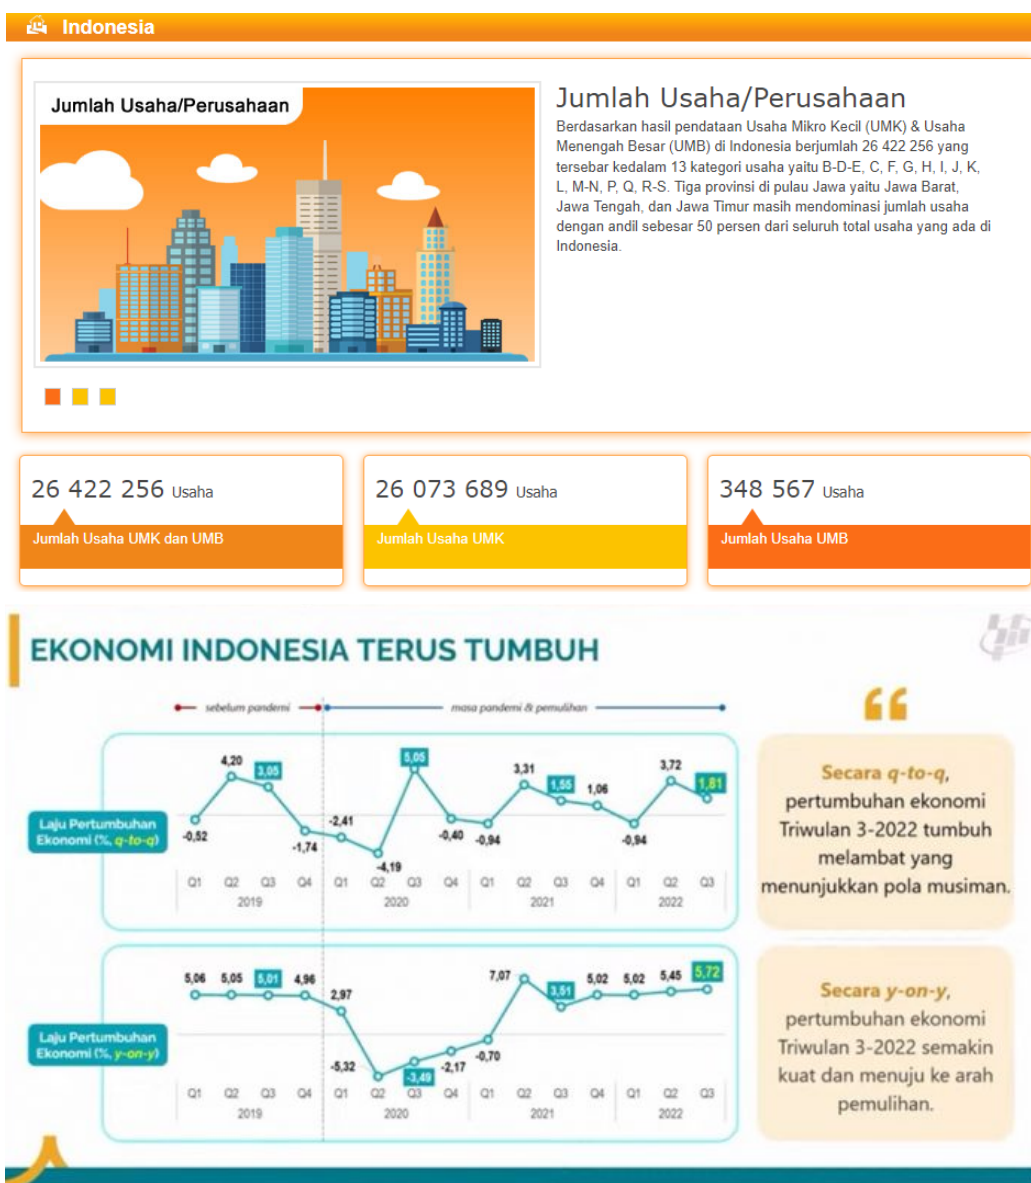 Indonesia
Jumlah Usaha/Perusahaan
Jumlah Usaha/Perusahaan
Berdasarkan hasil pendataan Usaha Mikro Kecil (UMK) & Usaha
Menengah Besar (UMB) di Indonesia berjumlah 26 422 256 yang
tersebar kedalam 13 kategori usaha yaitu B-D-E, C, F, G, H, I, J, K,
L, M-N, P, Q, R-S. Tiga provinsi di pulau Jawa yaitu Jawa Barat,
Jawa Tengah, dan Jawa Timur masih mendominasi jumlah usaha
dengan andil sebesar 50 persen dari seluruh total usaha yang ada di
Indonesia.
26 422 256 Usaha
Jumlah Usaha UMK dan UMB
26 073 689 Usaha
Jumlah Usaha UMK
348 567 Usaha
Jumlah Usaha UMB
EKONOMI INDONESIA TERUS TUMBUH
sebelum pandemi
masa pandemi & pemulihan
Laju Pertumbuhan
Ekonomi (%, q-to-q)
-0,52
4,20
3,05
-1,74
-2,41
-4,19
5,05
-0,40
-0,94
3,31
1,55
1,06
-0,94
3,72
1,81
Q1 Q2 Q3 Q4 Q1 Q2 Q3 Q4 Q1 Q2 Q3 Q4 Q1 Q2 Q3
2019 2020 2021 2022
Secara q-to-q,
pertumbuhan ekonomi
Triwulan 3-2022 tumbuh
melambat yang
menunjukkan pola musiman.
Laju Pertumbuhan
Ekonomi (%, y-on-y)
5,06
5,05
5,01
4,96
2,97
-5,32
-3,49
-2,17
-0,70
7,07
3,51
5,02
5,02
5,45
5,72
Q1 Q2 Q3 Q4 Q1 Q2 Q3 Q4 Q1 Q2 Q3 Q4 Q1 Q2 Q3
2019 2020 2021 2022
Secara y-on-y,
pertumbuhan ekonomi
Triwulan 3-2022 semakin
kuat dan menuju ke arah
pemulihan.